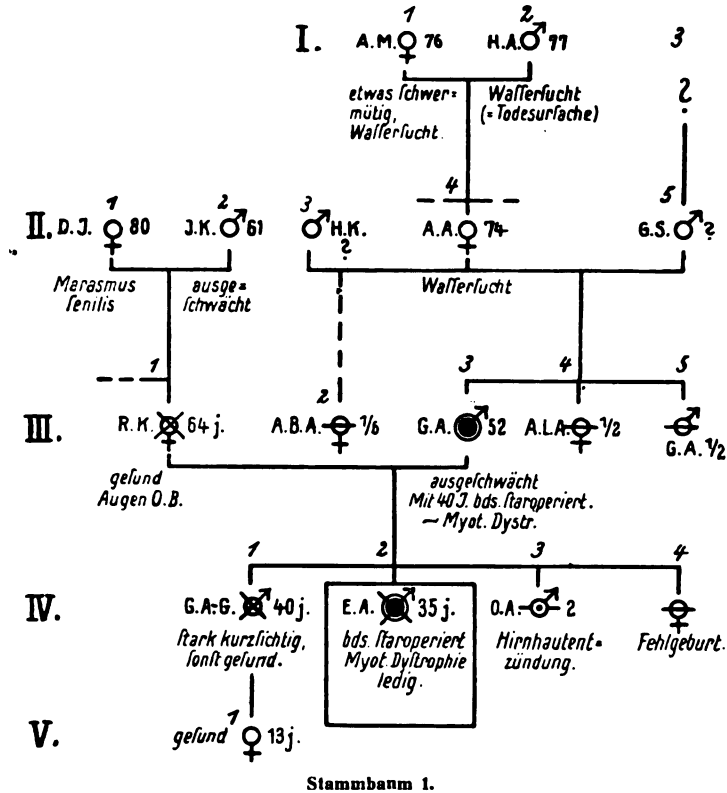 1 2
I. A.M. 76 H.A. 77 3
etwas ſchwer= Waſſerſucht ?
mütig, (=Todesurſache)
Waſſerſucht.
1 2 3 4 5
II. D.J. 80 J.K. 61 H.K. A.A. 74 G.S. ?
?
Marasmus ausge= Waſſerſucht
ſenilis ſchwächt
1 2 3 4 5
III. R.K. 64 j. A.B.A. 1/6 G.A. 52 A.L.A. 1/2 G.A. 1/2
geſund ausgeſchwächt
Augen O.B. Mit 40 J. bds. ſtaroperiert.
~ Myot. Dyſtr.
1 2 3 4
IV. G.A.-G. 40 j. E.A. 35 j. O.A. 2
ſtark kurzſichtig, bds. ſtaroperiert Hirnhautent= Fehlgeburt.
ſonſt geſund. Myot. Dyſtrophie zündung.
ledig.
1
V. geſund 13 j.
Stammbaum 1.